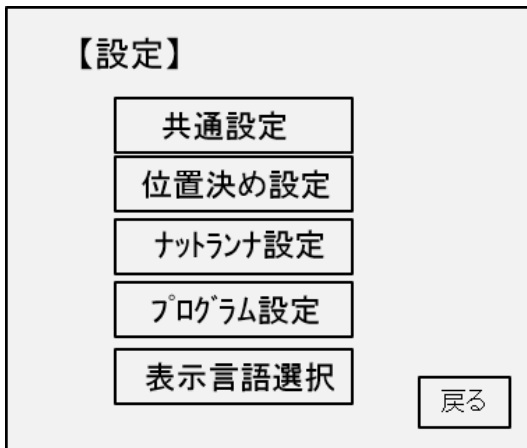 【設定】
共通設定
位置決め設定
ナットランナ設定
プログラム設定
表示言語選択
戻る